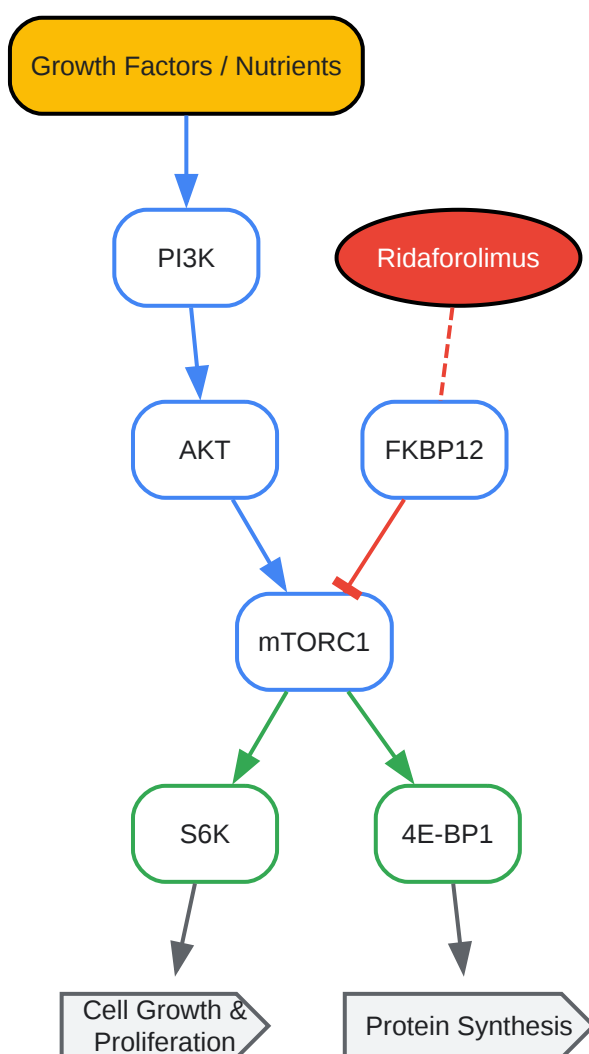 Growth Factors / Nutrients
PI3K
Ridaforolimus
AKT
FKBP12
mTORC1
S6K
4E-BP1
Cell Growth &
Proliferation
Protein Synthesis